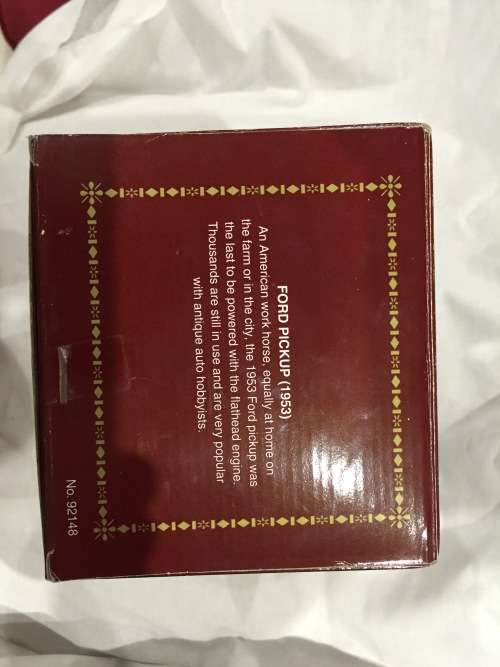 FORD PICKUP (1953)
An American work horse, equally at home on
the farm or in the city, the 1953 Ford pickup was
the last to be powered with the flathead engine.
Thousands are still in use and are very popular
with antique auto hobbyists.
No. 92148